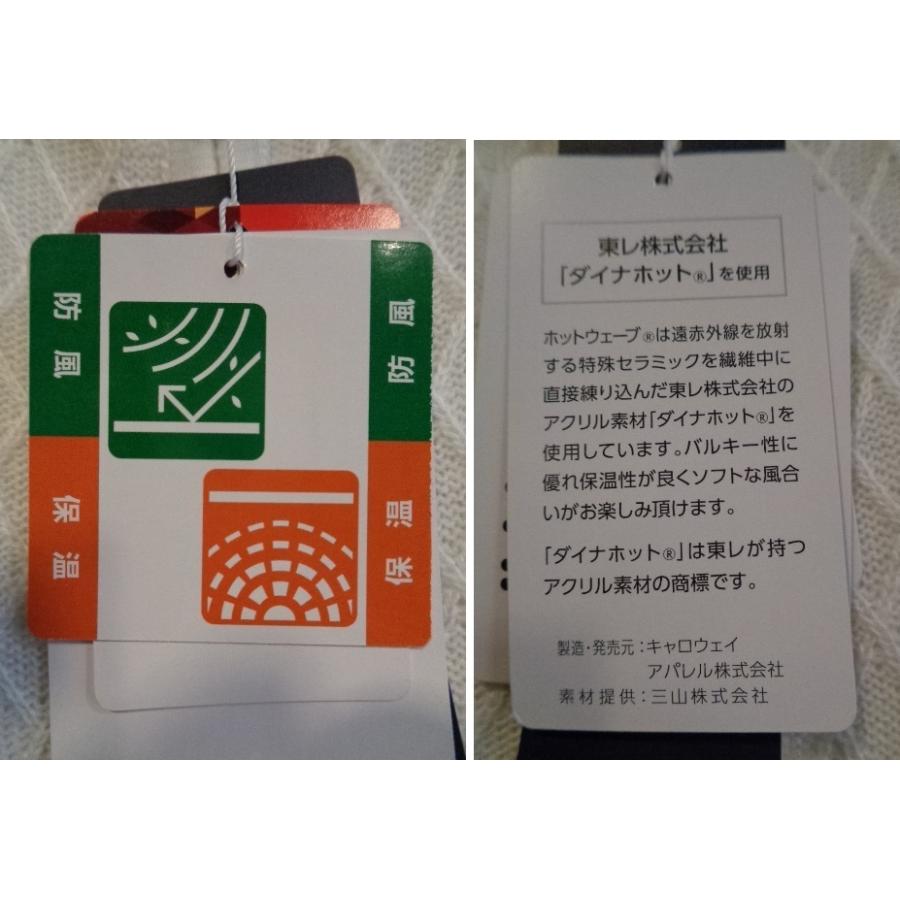 防風
防風
保温
保温
東レ株式会社
「ダイナホット®」を使用
ホットウェーブ®は遠赤外線を放射
する特殊セラミックを繊維中に
直接練り込んだ東レ株式会社の
アクリル素材「ダイナホット®」を
使用しています。バルキー性に
優れ保温性が良くソフトな風合
いがお楽しみ頂けます。
「ダイナホット®」は東レが持つ
アクリル素材の商標です。
製造・発売元：キャロウェイ
アパレル株式会社
素材提供：三山株式会社